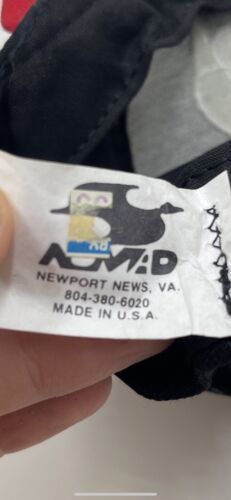 NOMAD
NEWPORT NEWS, VA.
804-380-6020
MADE IN U.S.A.